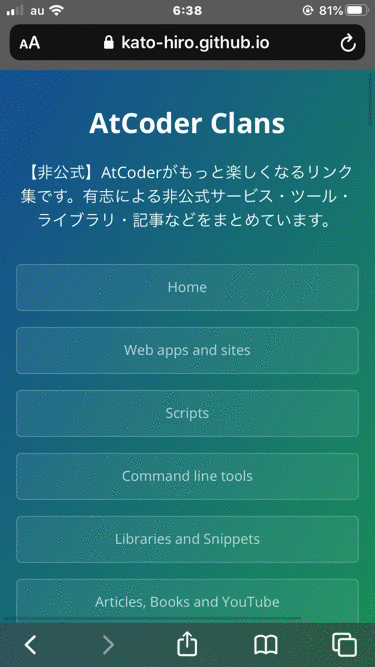 au 6:38 81%
AA kato-hiro.github.io
AtCoder Clans
【非公式】AtCoderがもっと楽しくなるリンク
集です。有志による非公式サービス・ツール・
ライブラリ・記事などをまとめています。
Home
Web apps and sites
Scripts
Command line tools
Libraries and Snippets
Articles, Books and YouTube